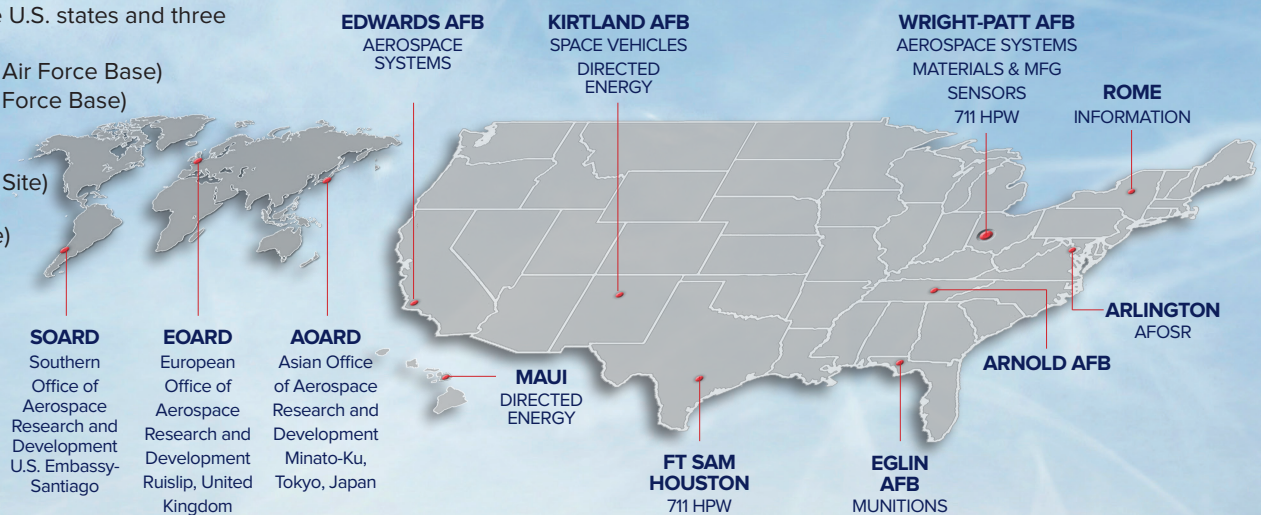 U.S. states and three
Air Force Base)
Force Base)
Site)
EDWARDS AFB
AEROSPACE
SYSTEMS
KIRTLAND AFB
SPACE VEHICLES
DIRECTED
ENERGY
WRIGHT-PATT AFB
AEROSPACE SYSTEMS
MATERIALS & MFG
SENSORS
711 HPW
ROME
INFORMATION
SOARD
Southern
Office of
Aerospace
Research and
Development
U.S. Embassy-
Santiago
EOARD
European
Office of
Aerospace
Research and
Development
Ruislip, United
Kingdom
AOARD
Asian Office
of Aerospace
Research and
Development
Minato-Ku,
Tokyo, Japan
MAUI
DIRECTED
ENERGY
FT SAM
HOUSTON
711 HPW
EGLIN
AFB
MUNITIONS
ARNOLD AFB
ARLINGTON
AFOSR